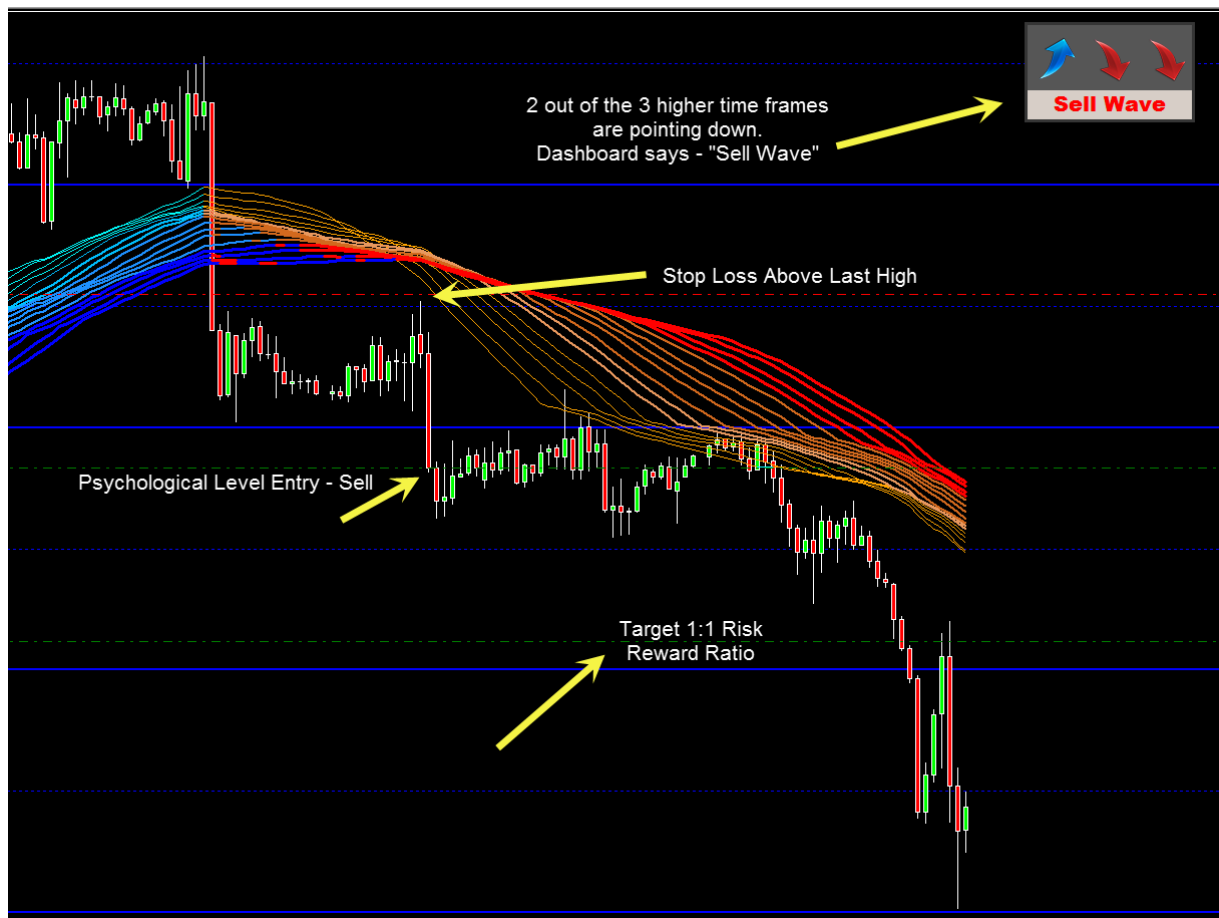 2 out of the 3 higher time frames
are pointing down.
Dashboard says - "Sell Wave"
Sell Wave
Stop Loss Above Last High
Psychological Level Entry - Sell
Target 1:1 Risk
Reward Ratio